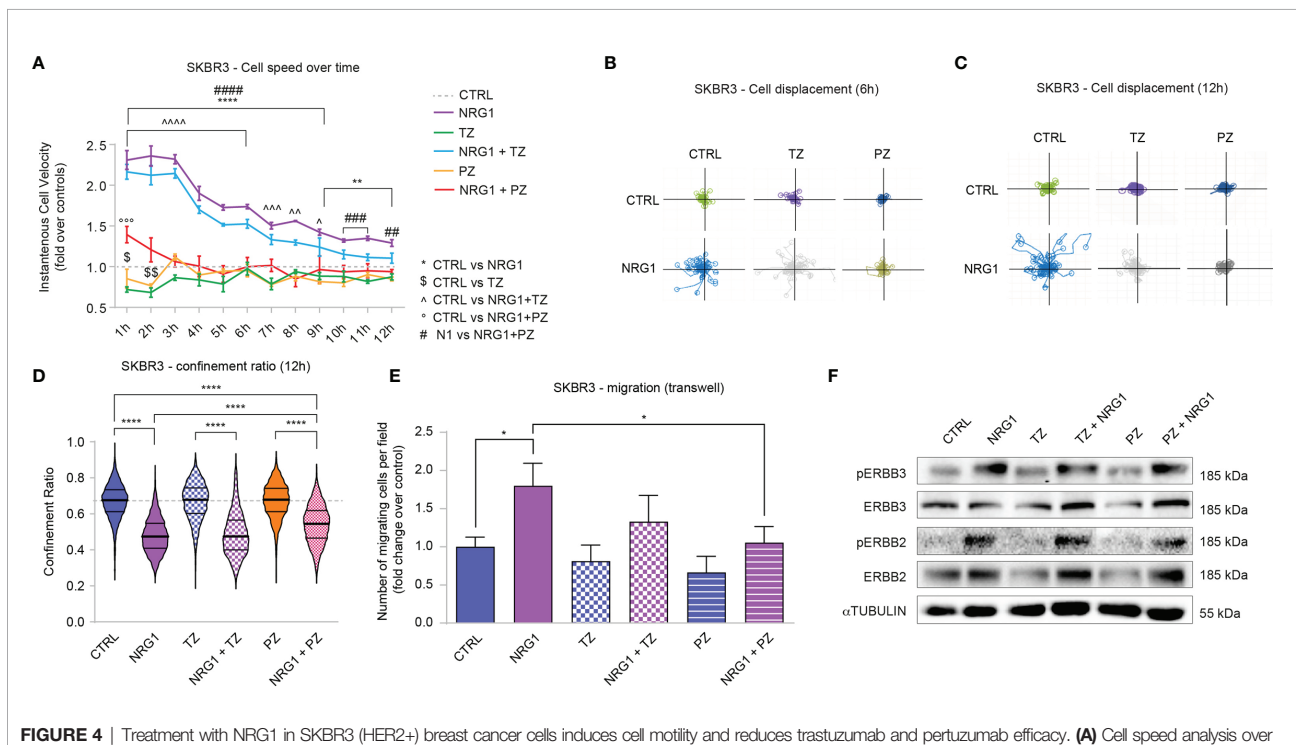 A
SKBR3 - Cell speed over time
####
****
^^^^
°°°
$
$$
^^^
^^
^
**
###
##
Instantenous Cell Velocity
(fold over controls)
2.5
2.0
1.5
1.0
0.5
1h 2h 3h 4h 5h 6h 7h 8h 9h 10h 11h 12h
CTRL
NRG1
TZ
NRG1 + TZ
PZ
NRG1 + PZ
* CTRL vs NRG1
$ CTRL vs TZ
^ CTRL vs NRG1+TZ
° CTRL vs NRG1+PZ
# N1 vs NRG1+PZ
B
SKBR3 - Cell displacement (6h)
CTRL TZ PZ
CTRL
NRG1
C
SKBR3 - Cell displacement (12h)
CTRL TZ PZ
CTRL
NRG1
D
SKBR3 - confinement ratio (12h)
****
****
**** **** ****
Confinement Ratio
1.0
0.8
0.6
0.4
0.2
0.0
CTRL NRG1 TZ NRG1 + TZ PZ NRG1 + PZ
E
SKBR3 - migration (transwell)
*
*
Number of migrating cells per field
(fold change over control)
2.5
2.0
1.5
1.0
0.5
0.0
CTRL NRG1 TZ NRG1 + TZ PZ NRG1 + PZ
F
CTRL NRG1 TZ TZ + NRG1 PZ PZ + NRG1
pERBB3 185 kDa
ERBB3 185 kDa
pERBB2 185 kDa
ERBB2 185 kDa
αTUBULIN 55 kDa
FIGURE 4 | Treatment with NRG1 in SKBR3 (HER2+) breast cancer cells induces cell motility and reduces trastuzumab and pertuzumab efficacy. (A) Cell speed analysis over